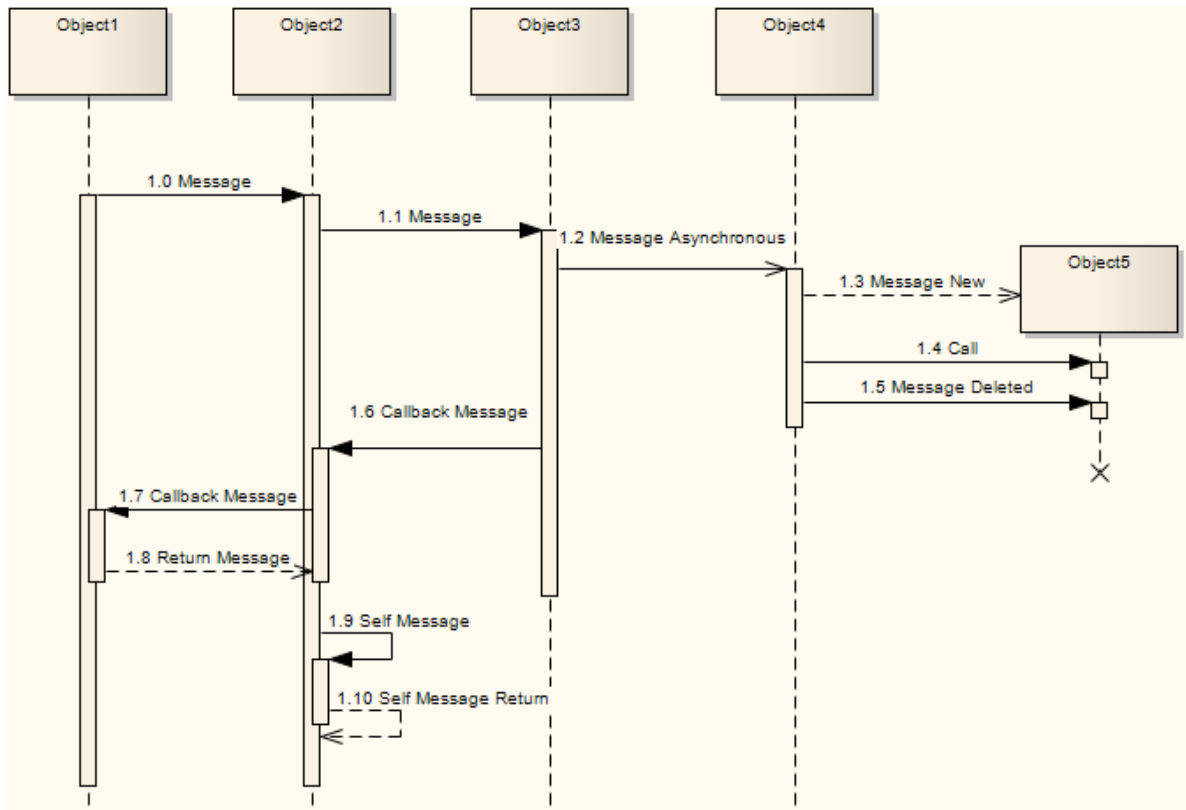 Object1
Object2
Object3
Object4
1.0 Message
1.1 Message
1.2 Message Asynchronous
Object5
1.3 Message New
1.4 Call
1.5 Message Deleted
1.6 Callback Message
1.7 Callback Message
1.8 Return Message
1.9 Self Message
1.10 Self Message Return